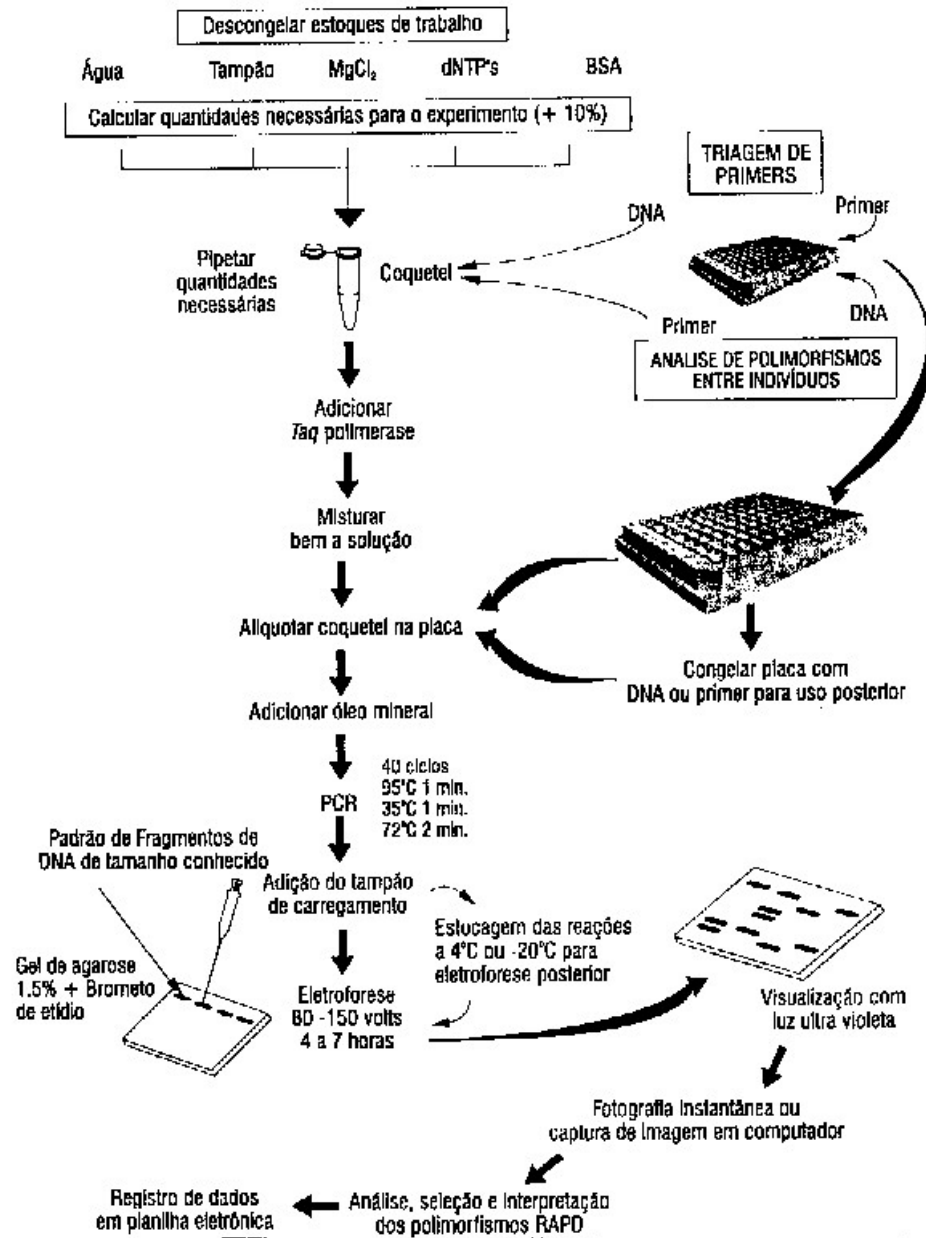 Descongelar estoques de trabalho
Água Tampão MgCl₂ dNTP's BSA
Calcular quantidades necessárias para o experimento (+ 10%)
TRIAGEM DE
PRIMERS
DNA
Primer
Pipetar
quantidades
necessárias
Coquetel
DNA
Primer
ANALISE DE POLIMORFISMOS
ENTRE INDIVÍDUOS
Adicionar
Taq polimerase
Misturar
bem a solução
Aliquotar coquetel na placa
Congelar placa com
DNA ou primer para uso posterior
Adicionar óleo mineral
PCR
40 ciclos
95°C 1 min.
35°C 1 min.
72°C 2 min.
Padrão de Fragmentos de
DNA de tamanho conhecido
Adição do tampão
de carregamento
Estocagem das reações
a 4°C ou -20°C para
eletroforese posterior
Gel de agarose
1.5% + Brometo
de etídio
Eletroforese
80 -150 volts
4 a 7 horas
Visualização com
luz ultra violeta
Fotografia Instantânea ou
captura de Imagem em computador
Análise, seleção e Interpretação
dos polimorfismos RAPD
Registro de dados
em planilha eletrônica